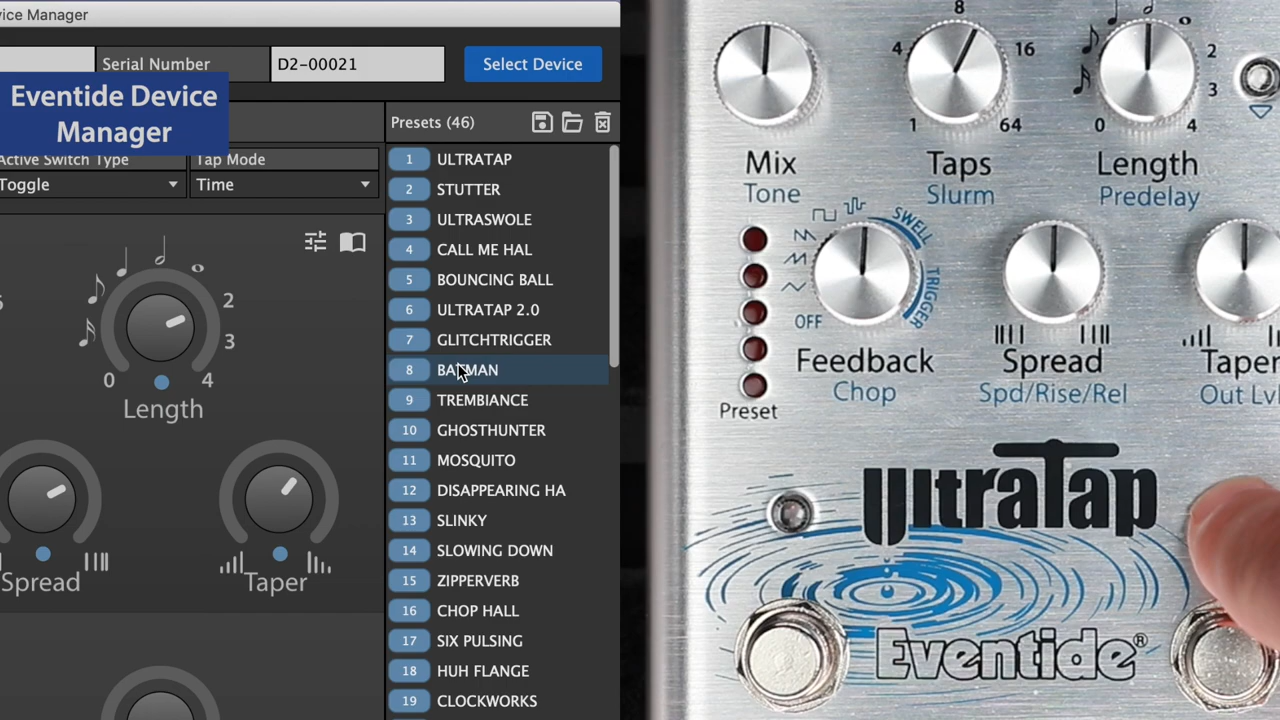 vice Manager
Serial Number
D2-00021
Select Device
Eventide Device
Manager
Presets (46)
Active Switch Type
Tap Mode
Toggle
Time
1 ULTRATAP
2 STUTTER
3 ULTRASWOLE
4 CALL ME HAL
5 BOUNCING BALL
6 ULTRATAP 2.0
7 GLITCHTRIGGER
8 BATMAN
9 TREMBIANCE
10 GHOSTHUNTER
11 MOSQUITO
12 DISAPPEARING HA
13 SLINKY
14 SLOWING DOWN
15 ZIPPERVERB
16 CHOP HALL
17 SIX PULSING
18 HUH FLANGE
19 CLOCKWORKS
2
3
0
4
Length
Spread
Taper
8
4
16
1
64
2
3
0
4
Mix
Taps
Length
Tone
Slurm
Predelay
SWELL
TRIGGER
OFF
Feedback
Spread
Taper
Chop
Spd/Rise/Rel
Out Lvl
Preset
UltraTap
Eventide®